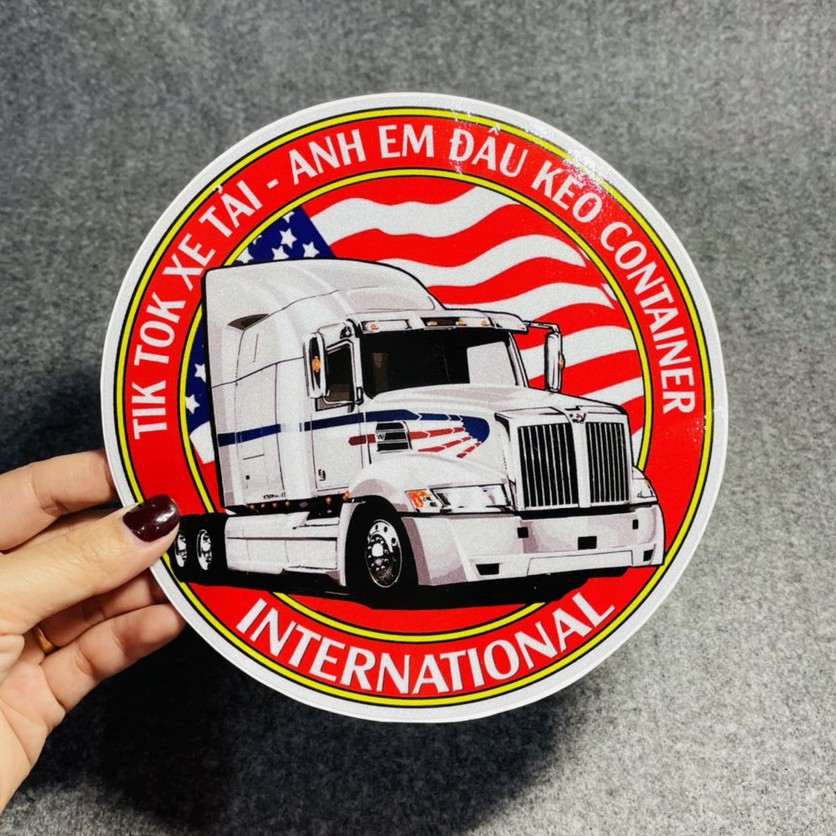 TIK TOK XE TẢI - ANH EM ĐẦU KÉO CONTAINER
INTERNATIONAL